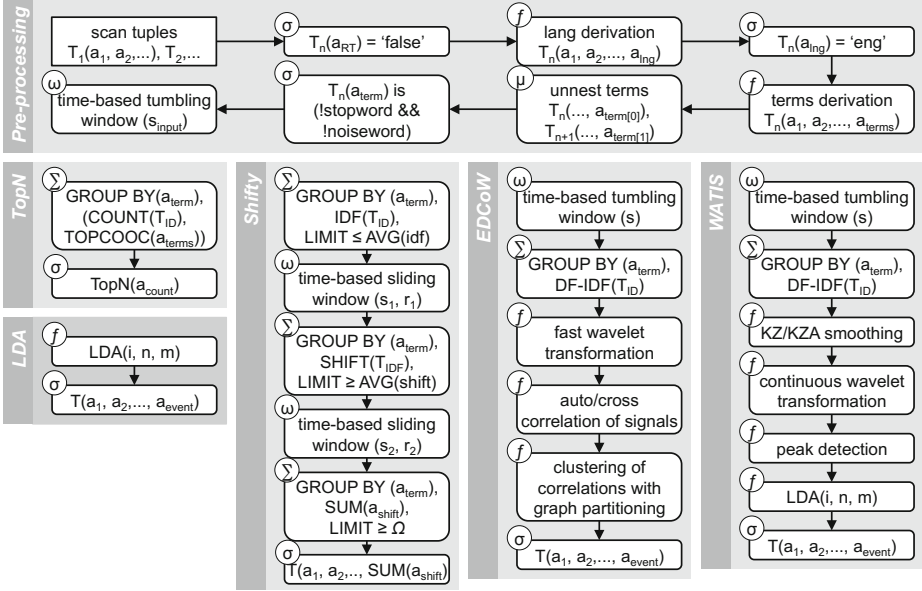 Pre-processing
scan tuples
T1(a1, a2,...), T2,...
σ
Tn(aRT) = ‘false’
f
lang derivation
Tn(a1, a2,..., alng)
σ
Tn(alng) = ‘eng’
ω
time-based tumbling
window (sinput)
σ
Tn(aterm) is
(!stopword &&
!noiseword)
μ
unnest terms
Tn(..., aterm[0]),
Tn+1(..., aterm[1])
f
terms derivation
Tn(a1, a2,..., aterms)
TopN
Σ
GROUP BY(aterm),
(COUNT(TID),
TOPCOOC(aterms))
σ
TopN(acount)
LDA
f
LDA(i, n, m)
σ
T(a1, a2,..., aevent)
Shifty
Σ
GROUP BY (aterm),
IDF(TID),
LIMIT ≤ AVG(idf)
ω
time-based sliding
window (s1, r1)
Σ
GROUP BY (aterm),
SHIFT(TIDF),
LIMIT ≥ AVG(shift)
ω
time-based sliding
window (s2, r2)
Σ
GROUP BY (aterm),
SUM(ashift),
LIMIT ≥ Ω
σ
T(a1, a2,.., SUM(ashift)
EDCoW
ω
time-based tumbling
window (s)
Σ
GROUP BY (aterm),
DF-IDF(TID)
f
fast wavelet
transformation
f
auto/cross
correlation of signals
f
clustering of
correlations with
graph partitioning
σ
T(a1, a2,..., aevent)
WATIS
ω
time-based tumbling
window (s)
Σ
GROUP BY (aterm),
DF-IDF(TID)
f
KZ/KZA smoothing
f
continuous wavelet
transformation
f
peak detection
f
LDA(i, n, m)
σ
T(a1, a2,..., aevent)